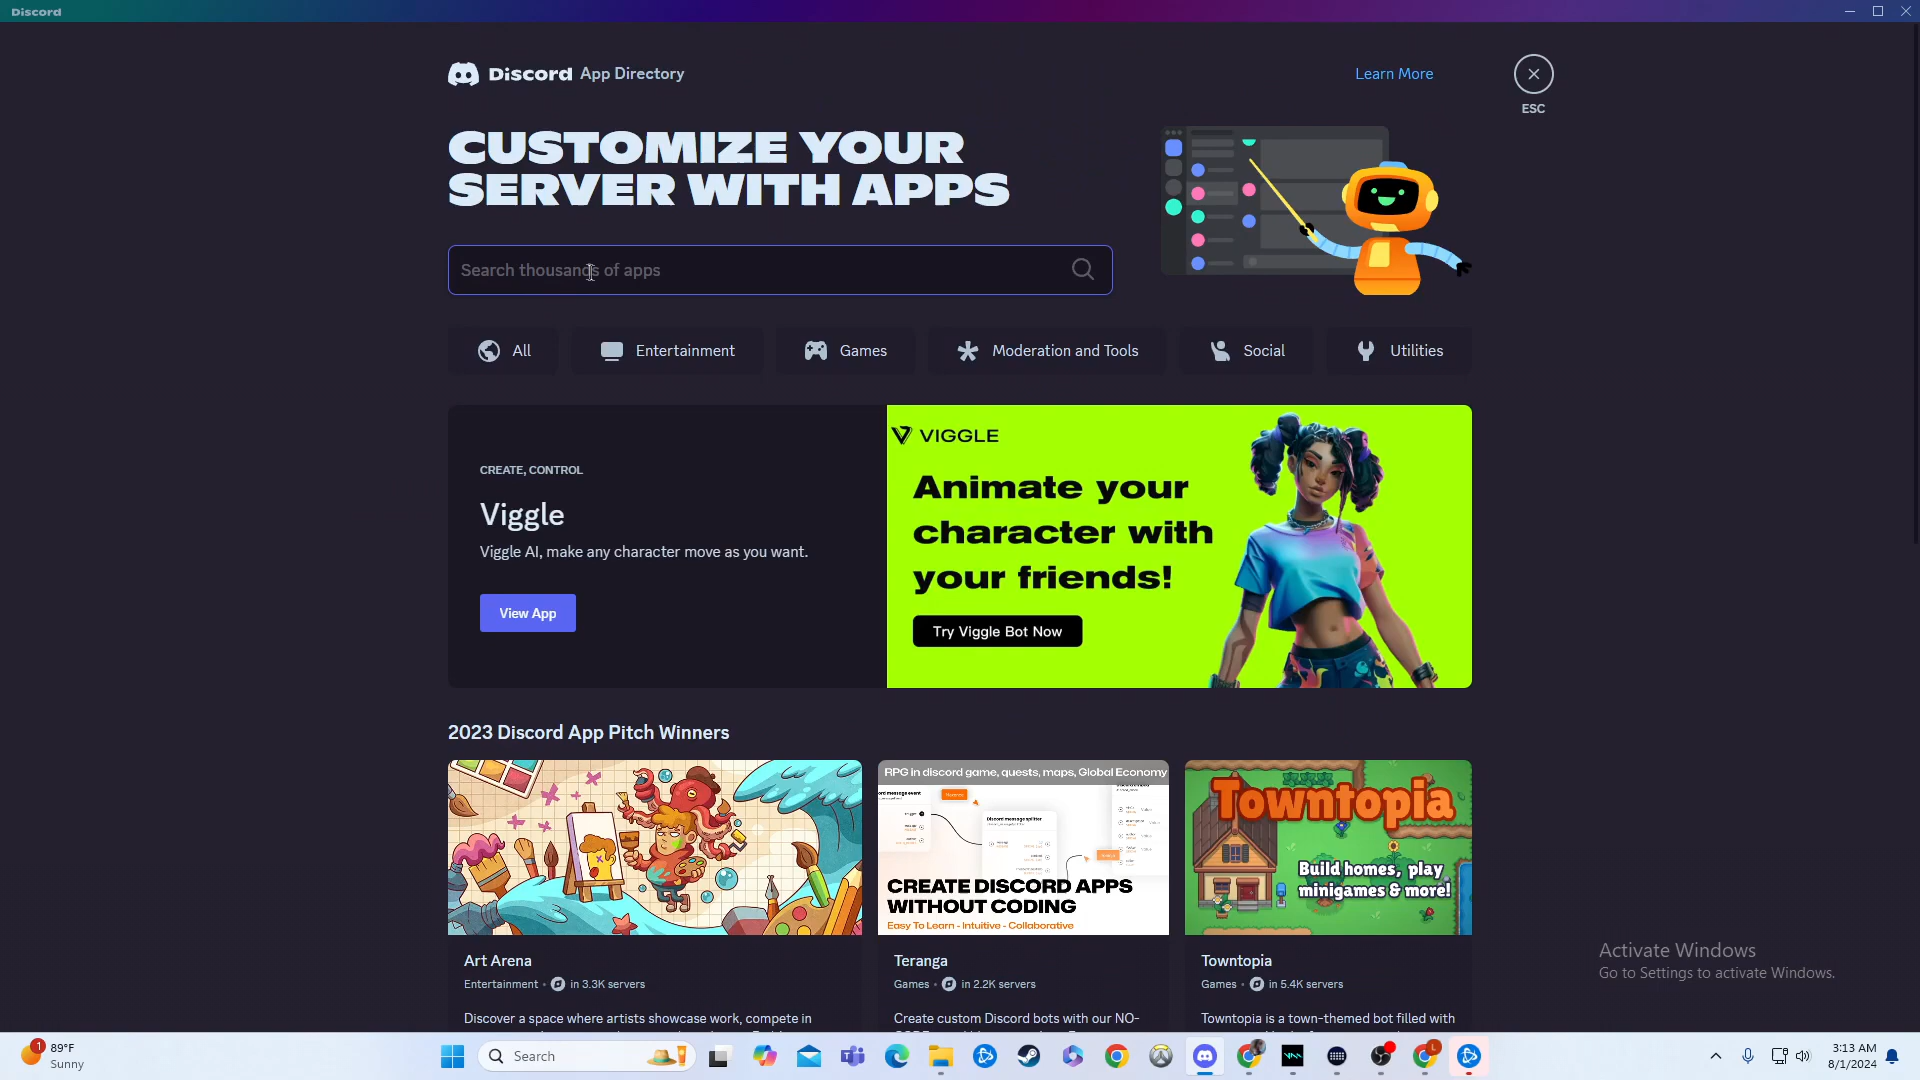 Discord
Discord App Directory
Learn More
ESC
CUSTOMIZE YOUR
SERVER WITH APPS
Search thousands of apps
All
Entertainment
Games
Moderation and Tools
Social
Utilities
CREATE, CONTROL
Viggle
Viggle AI, make any character move as you want.
View App
VIGGLE
Animate your
character with
your friends!
Try Viggle Bot Now
2023 Discord App Pitch Winners
RPG in discord game, quests, maps, Global Economy
Discord message splitter
CREATE DISCORD APPS
WITHOUT CODING
Easy To Learn - Intuitive - Collaborative
Towntopia
Build homes, play
minigames & more!
Art Arena
Entertainment • in 3.3K servers
Discover a space where artists showcase work, compete in
Teranga
Games • in 2.2K servers
Create custom Discord bots with our NO-
Towntopia
Games • in 5.4K servers
Towntopia is a town-themed bot filled with
Activate Windows
Go to Settings to activate Windows.
1
89°F
Sunny
Search
3:13 AM
8/1/2024